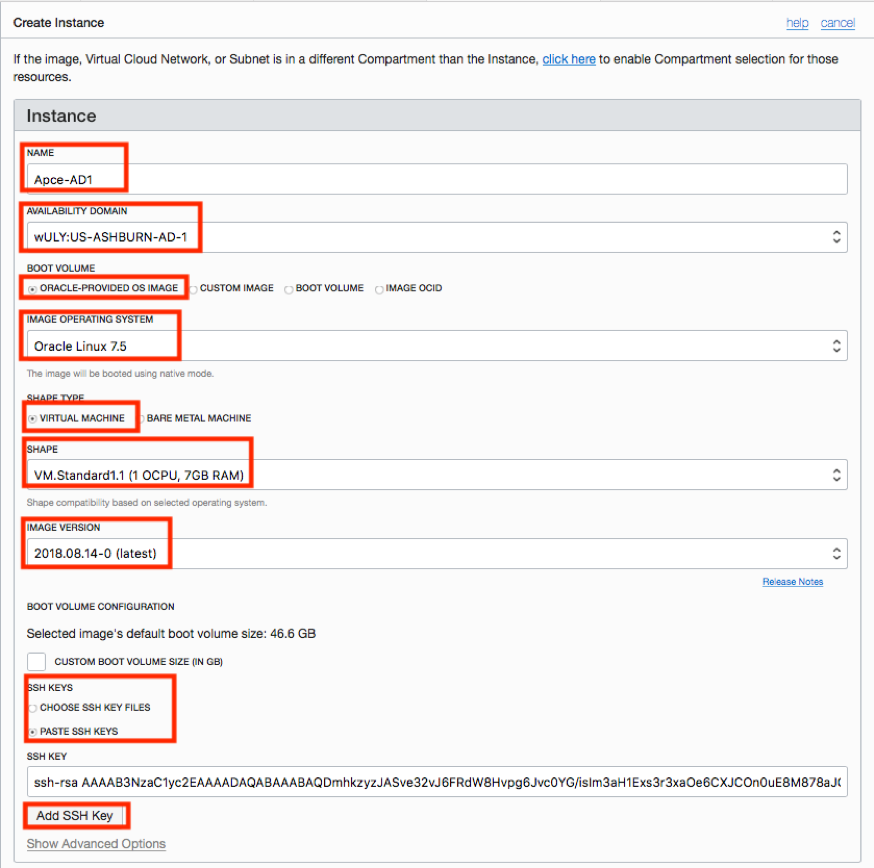 Create Instance
help cancel
If the image, Virtual Cloud Network, or Subnet is in a different Compartment than the Instance, click here to enable Compartment selection for those
resources.
Instance
NAME
Apce-AD1
AVAILABILITY DOMAIN
wULY:US-ASHBURN-AD-1
BOOT VOLUME
ORACLE-PROVIDED OS IMAGE CUSTOM IMAGE BOOT VOLUME IMAGE OCID
IMAGE OPERATING SYSTEM
Oracle Linux 7.5
The image will be booted using native mode.
SHAPE TYPE
VIRTUAL MACHINE BARE METAL MACHINE
SHAPE
VM.Standard1.1 (1 OCPU, 7GB RAM)
Shape compatibility based on selected operating system.
IMAGE VERSION
2018.08.14-0 (latest)
Release Notes
BOOT VOLUME CONFIGURATION
Selected image's default boot volume size: 46.6 GB
CUSTOM BOOT VOLUME SIZE (IN GB)
SSH KEYS
CHOOSE SSH KEY FILES
PASTE SSH KEYS
SSH KEY
ssh-rsa AAAAB3NzaC1yc2EAAAADAQABAAABAQDmhkzyzJASve32vJ6FRdW8Hvpg6Jvc0YG/islm3aH1Exs3r3xaOe6CXJCOn0uE8M878aJ
Add SSH Key
Show Advanced Options